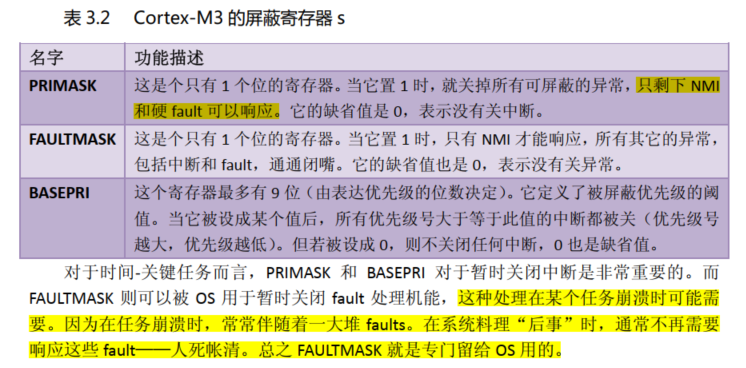 表 3.2 Cortex-M3 的屏蔽寄存器 s
名字 功能描述
PRIMASK 这是个只有 1 个位的寄存器。当它置 1 时，就关掉所有可屏蔽的异常，只剩下 NMI
和硬 fault 可以响应。它的缺省值是 0，表示没有关中断。
FAULTMASK 这是个只有 1 个位的寄存器。当它置 1 时，只有 NMI 才能响应，所有其它的异常，
包括中断和 fault，通通闭嘴。它的缺省值也是 0，表示没有关异常。
BASEPRI 这个寄存器最多有 9 位（由表达优先级的位数决定）。它定义了被屏蔽优先级的阈
值。当它被设成某个值后，所有优先级号大于等于此值的中断都被关（优先级号
越大，优先级越低）。但若被设成 0，则不关闭任何中断，0 也是缺省值。
对于时间-关键任务而言，PRIMASK 和 BASEPRI 对于暂时关闭中断是非常重要的。而
FAULTMASK 则可以被 OS 用于暂时关闭 fault 处理机能，这种处理在某个任务崩溃时可能需
要。因为在任务崩溃时，常常伴随着一大堆 faults。在系统料理“后事”时，通常不再需要
响应这些 fault——人死帐清。总之 FAULTMASK 就是专门留给 OS 用的。